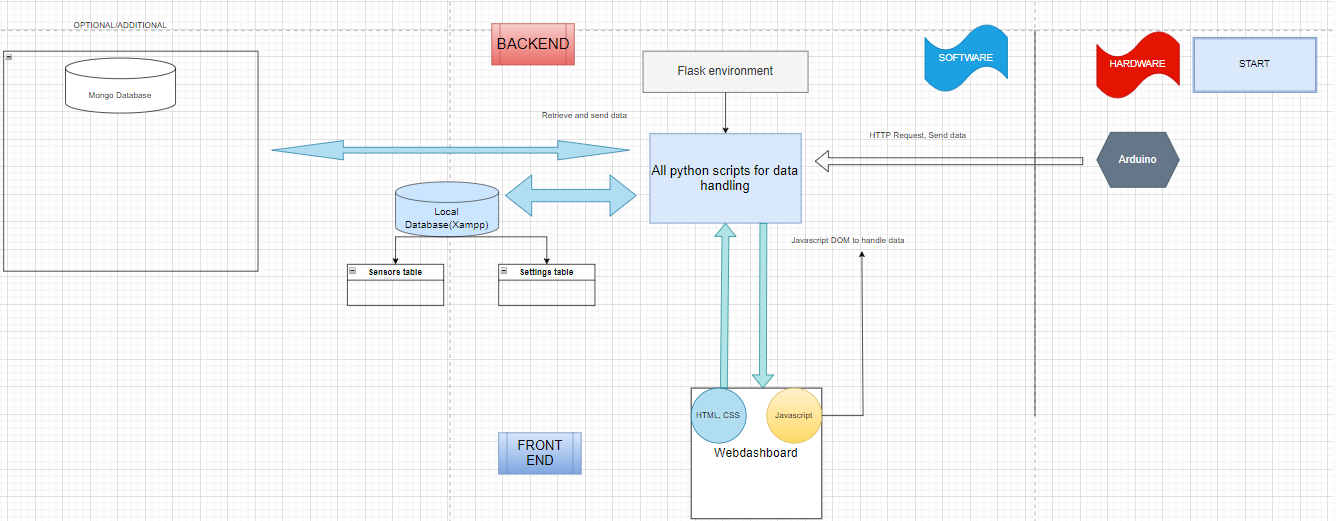 OPTIONAL/ADDITIONAL
BACKEND
Flask environment
SOFTWARE
HARDWARE
START
Mongo Database
Retrieve and send data
HTTP Request, Send data
Arduino
All python scripts for data
handling
Local
Database(Xampp)
Javascript DOM to handle data
Sensors table
Settings table
HTML, CSS
Javascript
Webdashboard
FRONT
END